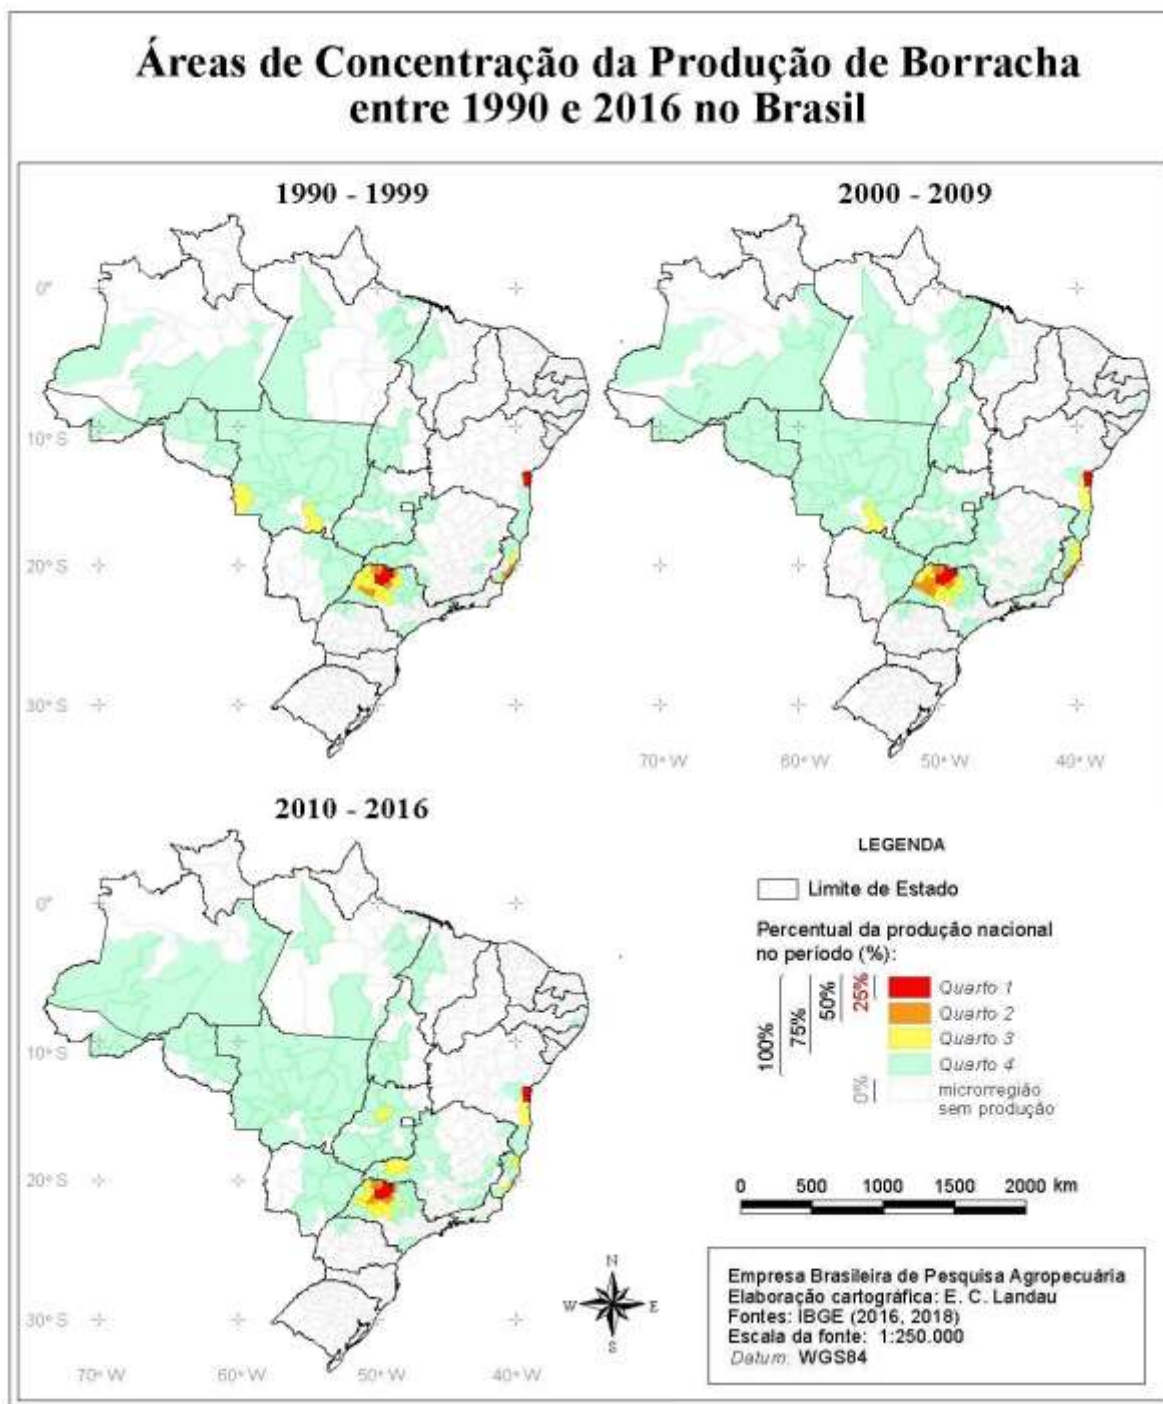 Áreas de Concentração da Produção de Borracha
entre 1990 e 2016 no Brasil
1990 - 1999
2000 - 2009
0°
10° S
20° S
30° S
70° W
60° W
50° W
40° W
2010 - 2016
0°
10° S
20° S
30° S
70° W
60° W
50° W
40° W
LEGENDA
Limite de Estado
Percentual da produção nacional
no período (%):
100%
75%
50%
25%
Quarto 1
Quarto 2
Quarto 3
Quarto 4
0%
microrregião
sem produção
0 500 1000 1500 2000 km
N
W E
S
Empresa Brasileira de Pesquisa Agropecuária
Elaboração cartográfica: E. C. Landau
Fontes: IBGE (2016, 2018)
Escala da fonte: 1:250.000
Datum: WGS84